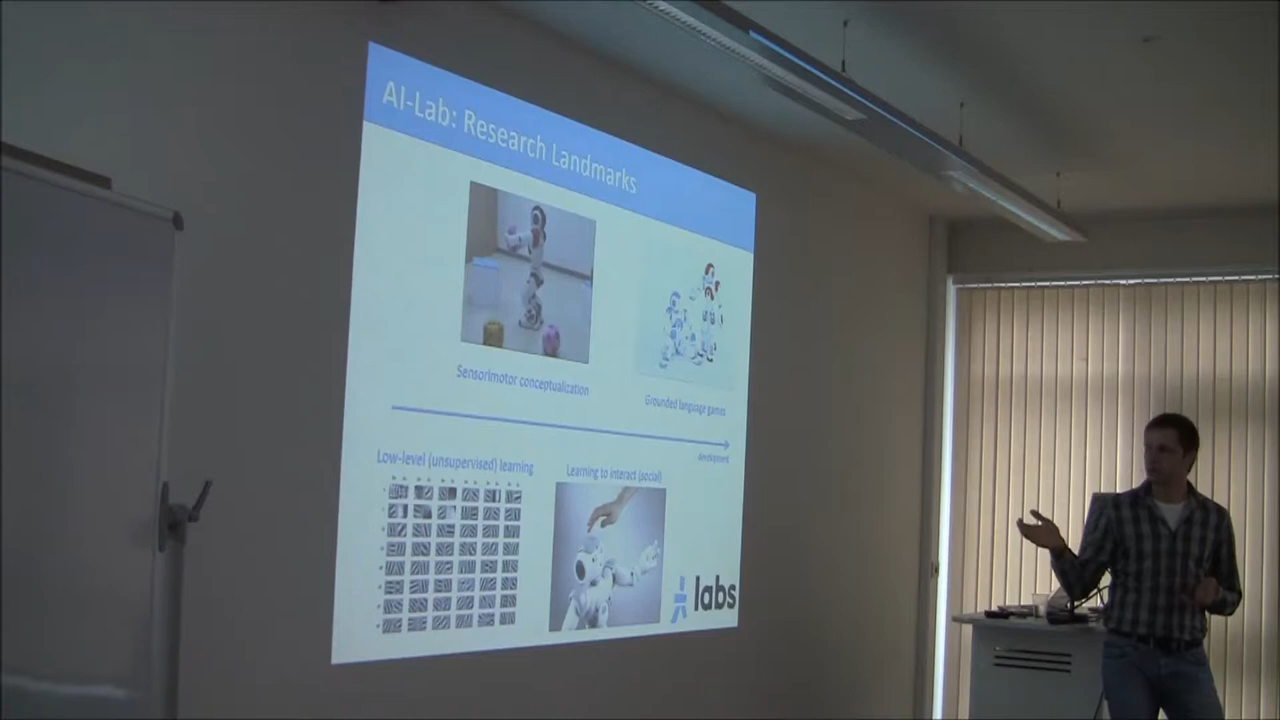 AI-Lab: Research Landmarks
Sensorimotor conceptualization
Grounded language games
development
Low-level (unsupervised) learning
Learning to interact (social)
labs